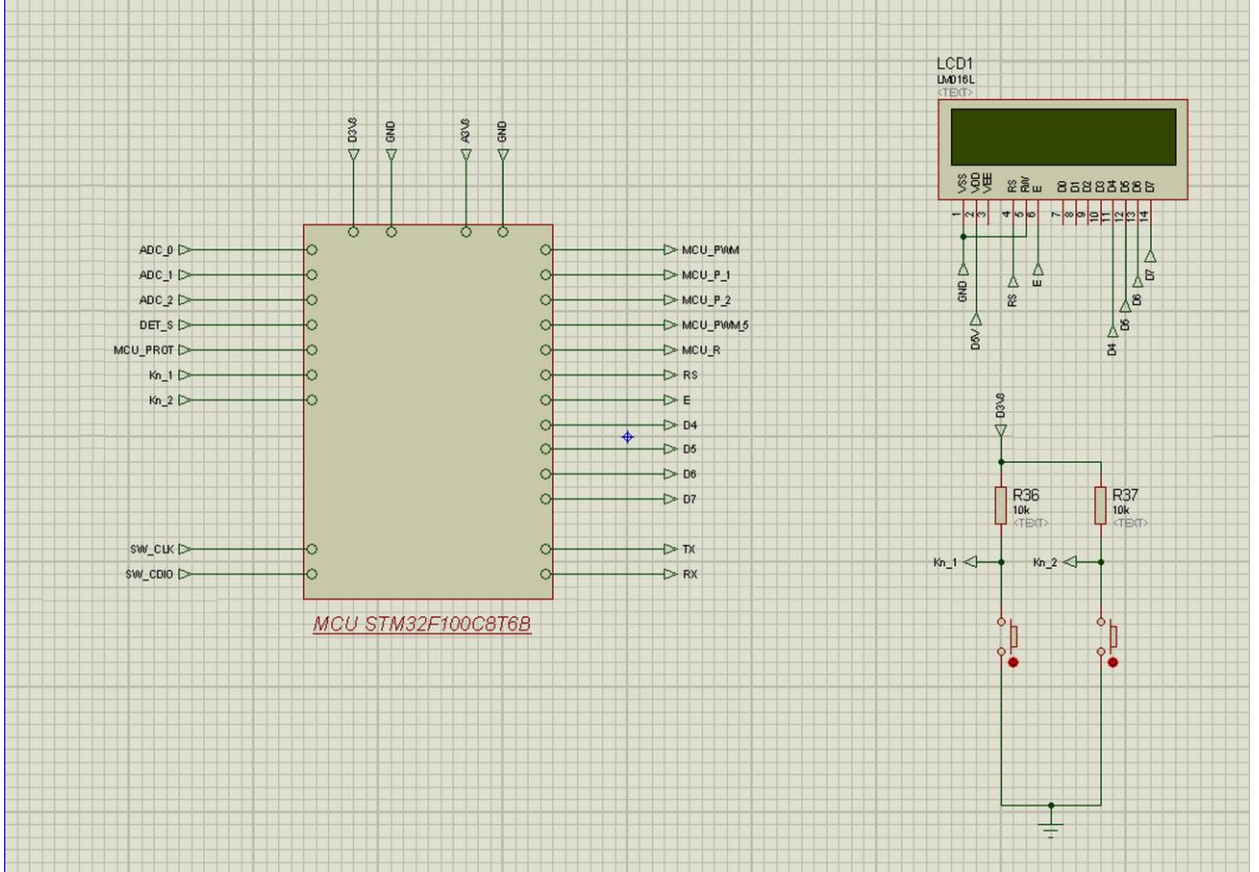 LCD1
LM016L
<TEXT>
D3V3
GND
A3V3
GND
VSS
VDD
VEE
RS
RW
E
D0
D1
D2
D3
D4
D5
D6
D7
1
2
3
4
5
6
7
8
9
10
11
12
13
14
GND
D5V
RS
E
D4
D5
D6
D7
ADC_0
ADC_1
ADC_2
DET_S
MCU_PROT
Kn_1
Kn_2
SW_CLK
SW_CDIO
MCU_PWM
MCU_P_1
MCU_P_2
MCU_PWM_5
MCU_R
RS
E
D4
D5
D6
D7
TX
RX
MCU STM32F100C8T6B
D3V3
R36
10k
<TEXT>
R37
10k
<TEXT>
Kn_1
Kn_2